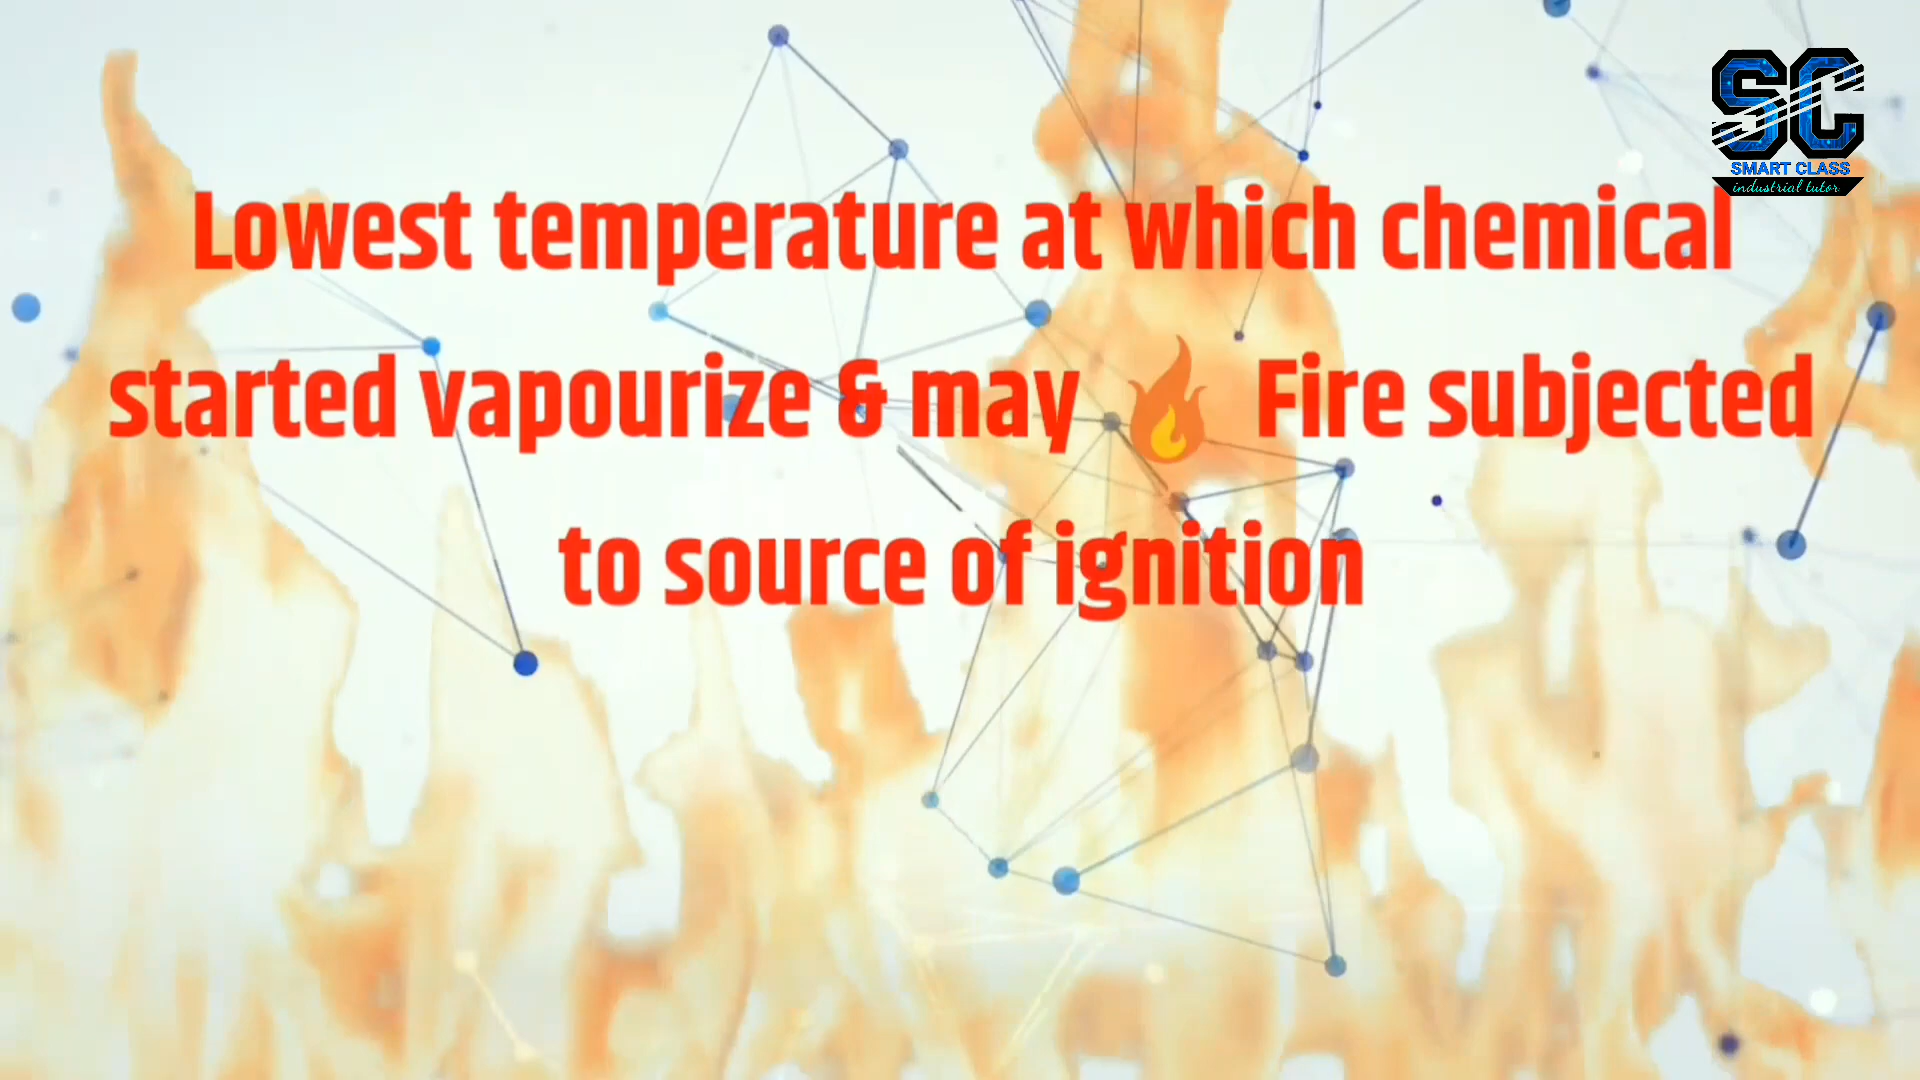 SC
SMART CLASS
industrial tutor
Lowest temperature at which chemical
started vapourize & may 🔥 Fire subjected
to source of ignition